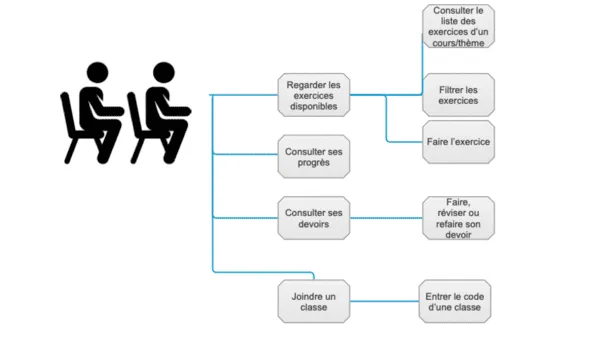 Consulter le
liste des
exercices d'un
cours/thème
Regarder les
exercices
disponibles
Filtrer les
exercices
Faire l'exercice
Consulter ses
progrès
Consulter ses
devoirs
Faire,
réviser ou
refaire son
devoir
Joindre un
classe
Entrer le code
d'une classe